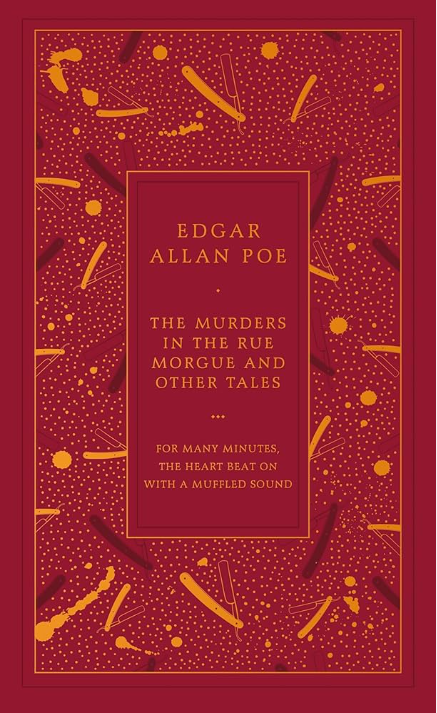 EDGAR
ALLAN POE
THE MURDERS
IN THE RUE
MORGUE AND
OTHER TALES
FOR MANY MINUTES,
THE HEART BEAT ON
WITH A MUFFLED SOUND